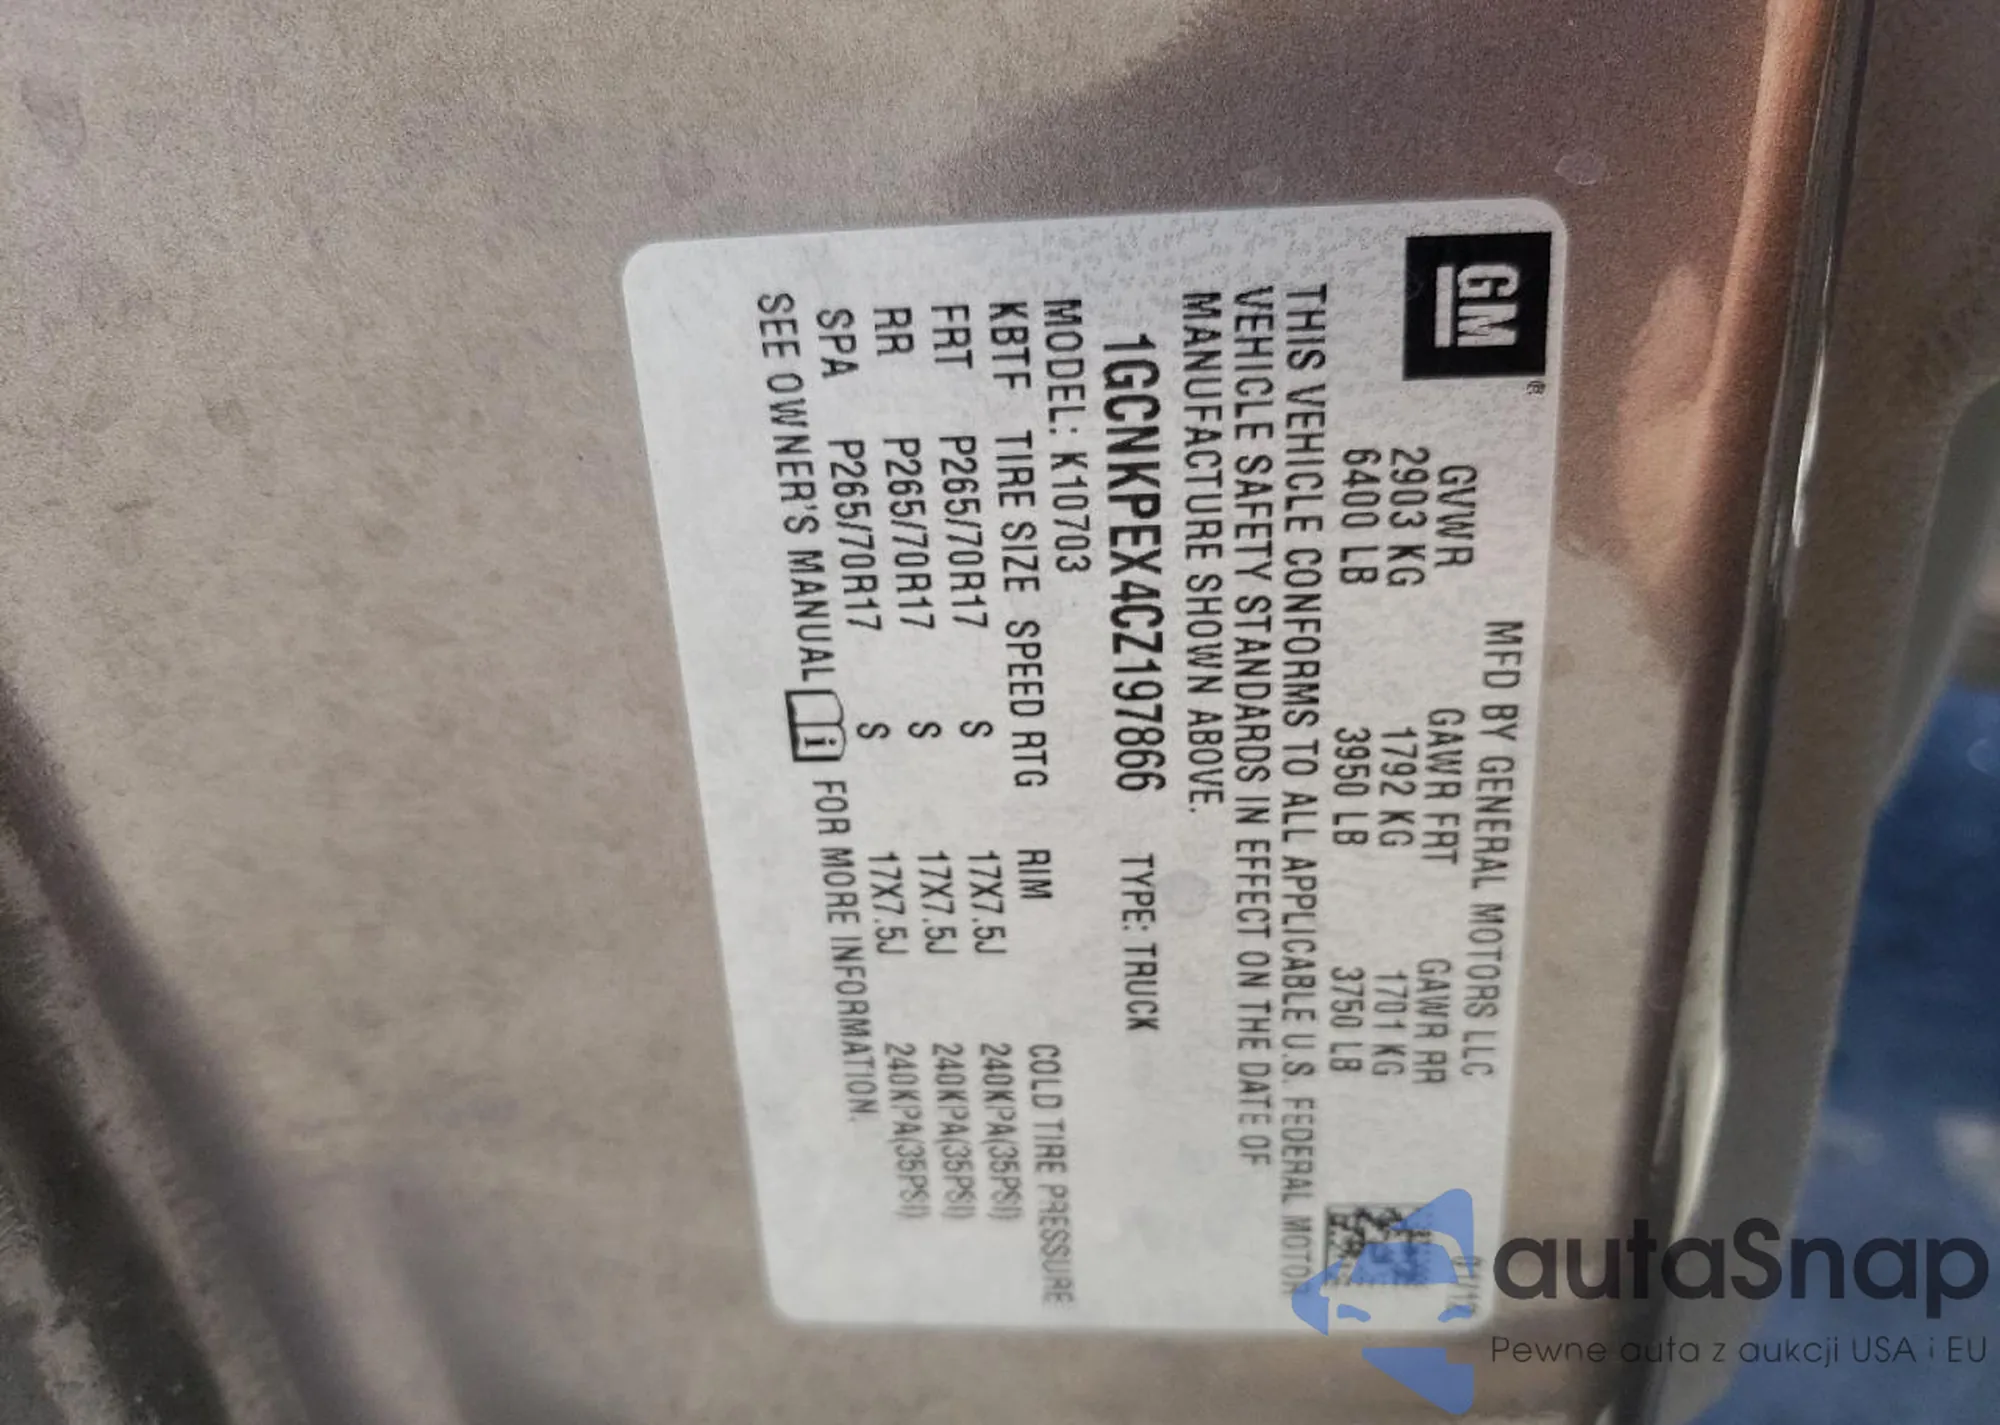 GM®
MFD BY GENERAL MOTORS LLC
GVWR GAWR FRT GAWR RR
2903 KG 1792 KG 1701 KG
6400 LB 3950 LB 3750 LB
THIS VEHICLE CONFORMS TO ALL APPLICABLE U.S. FEDERAL MOTOR
VEHICLE SAFETY STANDARDS IN EFFECT ON THE DATE OF
MANUFACTURE SHOWN ABOVE.
1GCNKPEX4CZ197866 TYPE: TRUCK
MODEL: K10703
KBTF TIRE SIZE SPEED RTG RIM COLD TIRE PRESSURE
FRT P265/70R17 S 17X7.5J 240KPA(35PSI)
RR P265/70R17 S 17X7.5J 240KPA(35PSI)
SPA P265/70R17 S 17X7.5J 240KPA(35PSI)
SEE OWNER'S MANUAL i FOR MORE INFORMATION.
autaSnap
Pewne auta z aukcji USA i EU